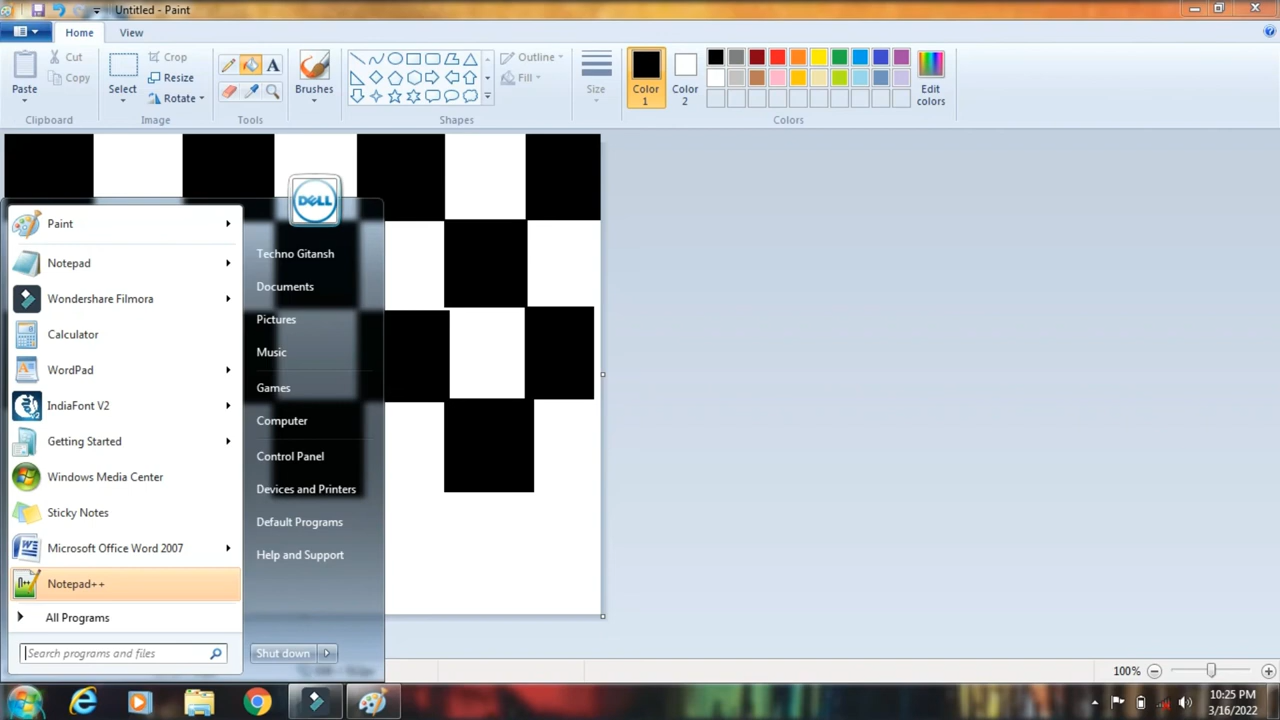 Untitled - Paint
Home
View
Paste
Cut
Copy
Clipboard
Select
Crop
Resize
Rotate
Image
A
Tools
Brushes
Outline
Fill
Shapes
Size
Color 1
Color 2
Edit colors
Colors
DELL
Paint
Notepad
Wondershare Filmora
Calculator
WordPad
IndiaFont V2
Getting Started
Windows Media Center
Sticky Notes
Microsoft Office Word 2007
Notepad++
All Programs
Search programs and files
Techno Gitansh
Documents
Pictures
Music
Games
Computer
Control Panel
Devices and Printers
Default Programs
Help and Support
Shut down
100%
10:25 PM
3/16/2022